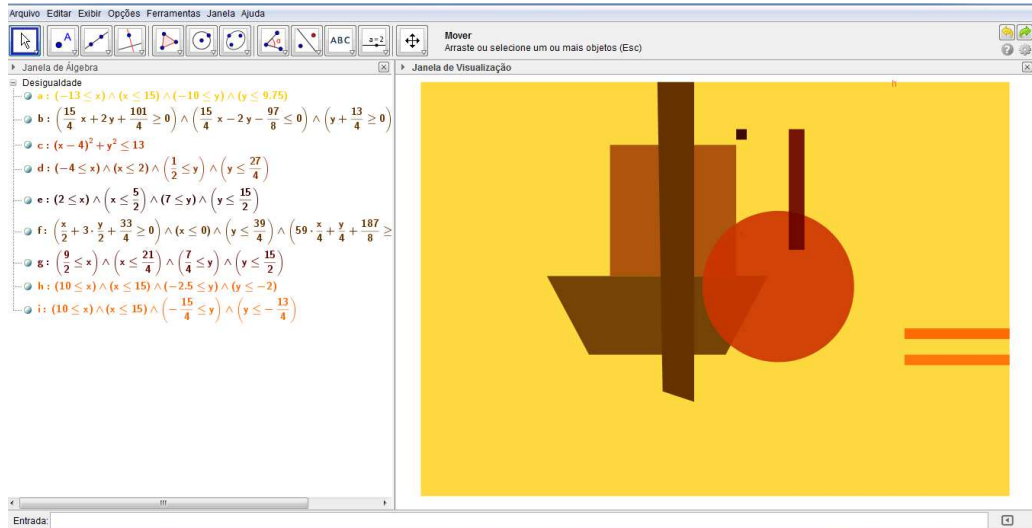 Arquivo Editar Exibir Opções Ferramentas Janela Ajuda
ABC
a=2
Mover
Arraste ou selecione um ou mais objetos (Esc)
Janela de Álgebra
Janela de Visualização
Desigualdade
a : (−13 ≤ x) ∧ (x ≤ 15) ∧ (−10 ≤ y) ∧ (y ≤ 9.75)
b : (15/4 x + 2y + 101/4 ≥ 0) ∧ (15/4 x − 2y − 97/8 ≤ 0) ∧ (y + 13/4 ≥ 0)
c : (x − 4)² + y² ≤ 13
d : (−4 ≤ x) ∧ (x ≤ 2) ∧ (1/2 ≤ y) ∧ (y ≤ 27/4)
e : (2 ≤ x) ∧ (x ≤ 5/2) ∧ (7 ≤ y) ∧ (y ≤ 15/2)
f : (x/2 + 3 · y/2 + 33/4 ≥ 0) ∧ (x ≤ 0) ∧ (y ≤ 39/4) ∧ (59 · x/4 + y/4 + 187/8 ≥
g : (9/2 ≤ x) ∧ (x ≤ 21/4) ∧ (7/4 ≤ y) ∧ (y ≤ 15/2)
h : (10 ≤ x) ∧ (x ≤ 15) ∧ (−2.5 ≤ y) ∧ (y ≤ −2)
i : (10 ≤ x) ∧ (x ≤ 15) ∧ (−15/4 ≤ y) ∧ (y ≤ −13/4)
h
Entrada: